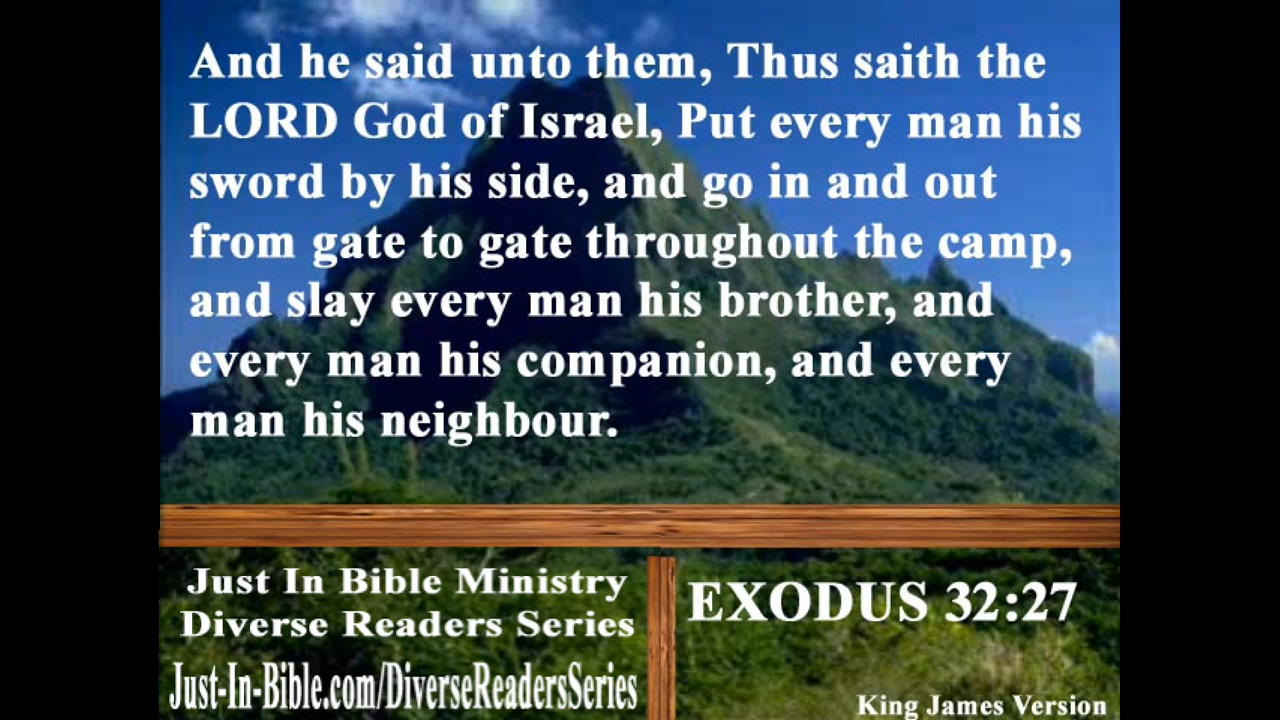 And he said unto them, Thus saith the
LORD God of Israel, Put every man his
sword by his side, and go in and out
from gate to gate throughout the camp,
and slay every man his brother, and
every man his companion, and every
man his neighbour.
Just In Bible Ministry
Diverse Readers Series
Just-In-Bible.com/DiverseReadersSeries
EXODUS 32:27
King James Version